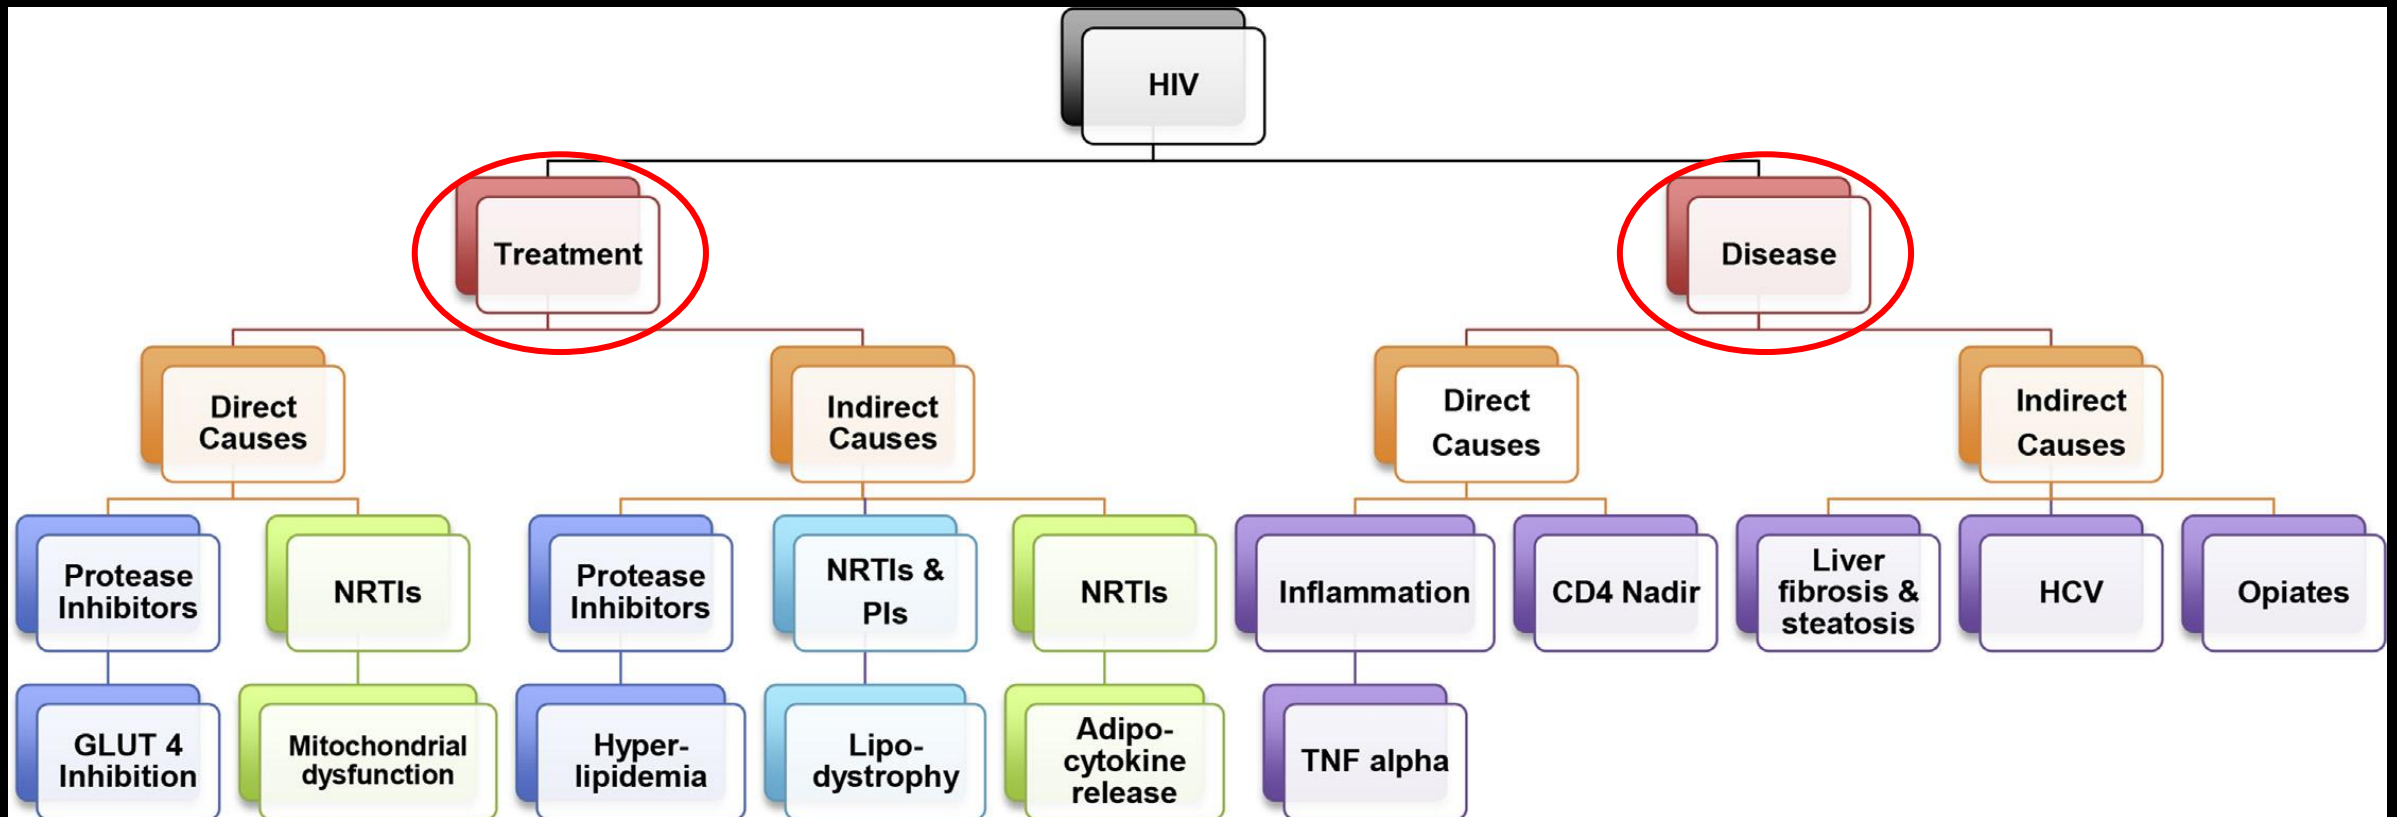 HIV
Treatment
Disease
Direct
Causes
Indirect
Causes
Direct
Causes
Indirect
Causes
Protease
Inhibitors
NRTIs
Protease
Inhibitors
NRTIs &
PIs
NRTIs
Inflammation
CD4 Nadir
Liver
fibrosis &
steatosis
HCV
Opiates
GLUT 4
Inhibition
Mitochondrial
dysfunction
Hyper-
lipidemia
Lipo-
dystrophy
Adipo-
cytokine
release
TNF alpha